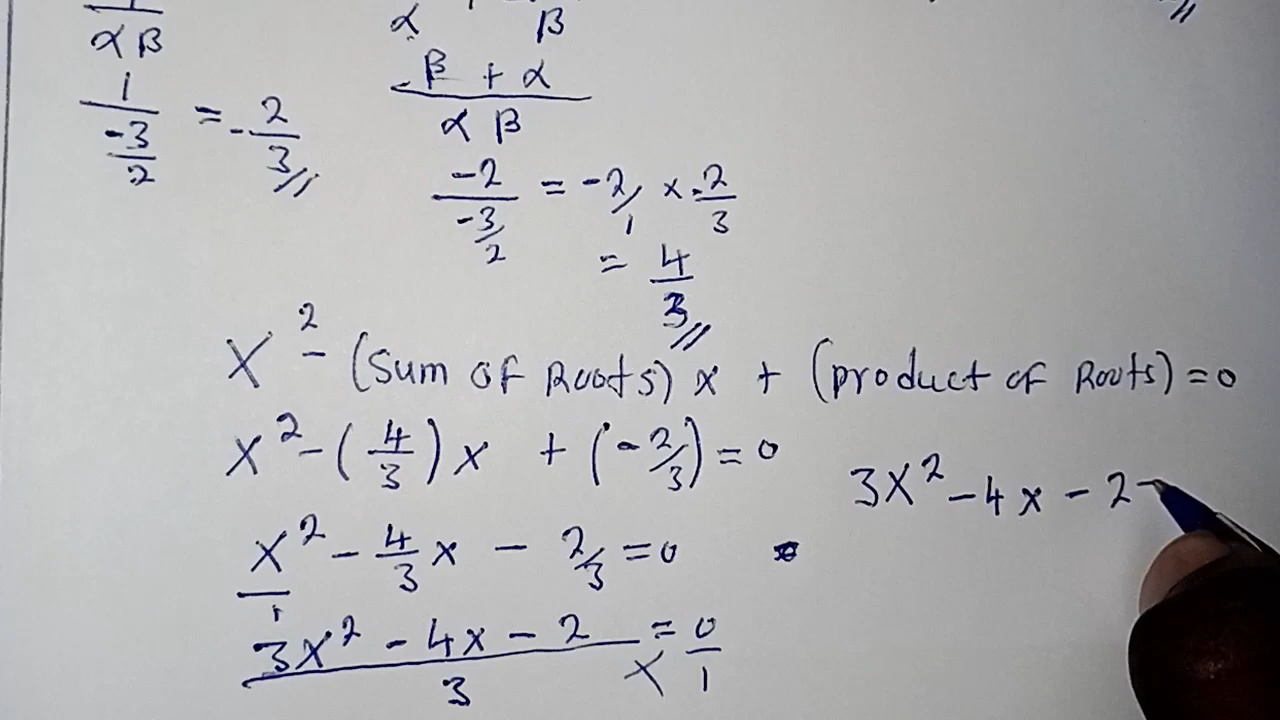 αβ
α β
1
-3/2 = -2/3
β + α
α β
-2
-3/2 = -2/1 x -2/3
= 4/3
x² - (sum of Roots) x + (product of Roots) = 0
x² - (4/3) x + (-2/3) = 0
x²/1 - 4/3 x - 2/3 = 0
3x² - 4x - 2 = 0
3 1
3x² - 4x - 2